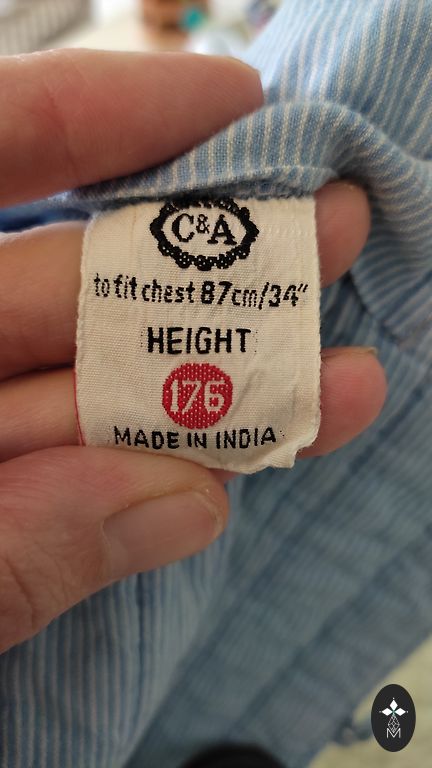 C&A
to fit chest 87cm/34"
HEIGHT
176
MADE IN INDIA
M